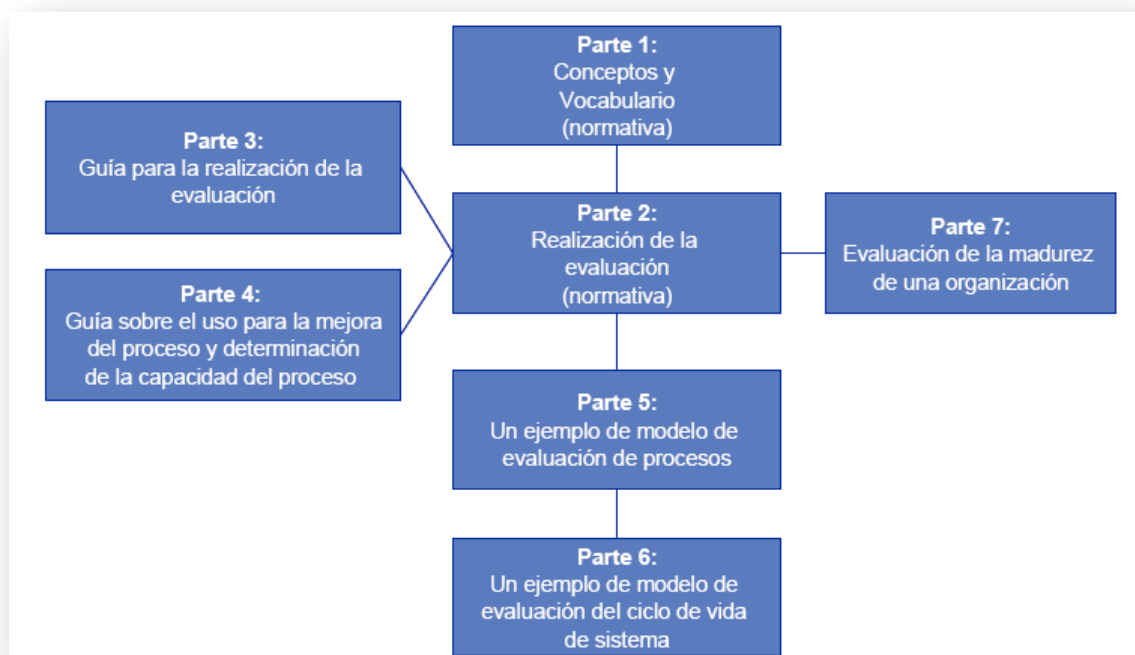 Parte 1:
Conceptos y
Vocabulario
(normativa)
Parte 3:
Guía para la realización de la
evaluación
Parte 2:
Realización de la
evaluación
(normativa)
Parte 7:
Evaluación de la madurez
de una organización
Parte 4:
Guía sobre el uso para la mejora
del proceso y determinación
de la capacidad del proceso
Parte 5:
Un ejemplo de modelo de
evaluación de procesos
Parte 6:
Un ejemplo de modelo de
evaluación del ciclo de vida
de sistema